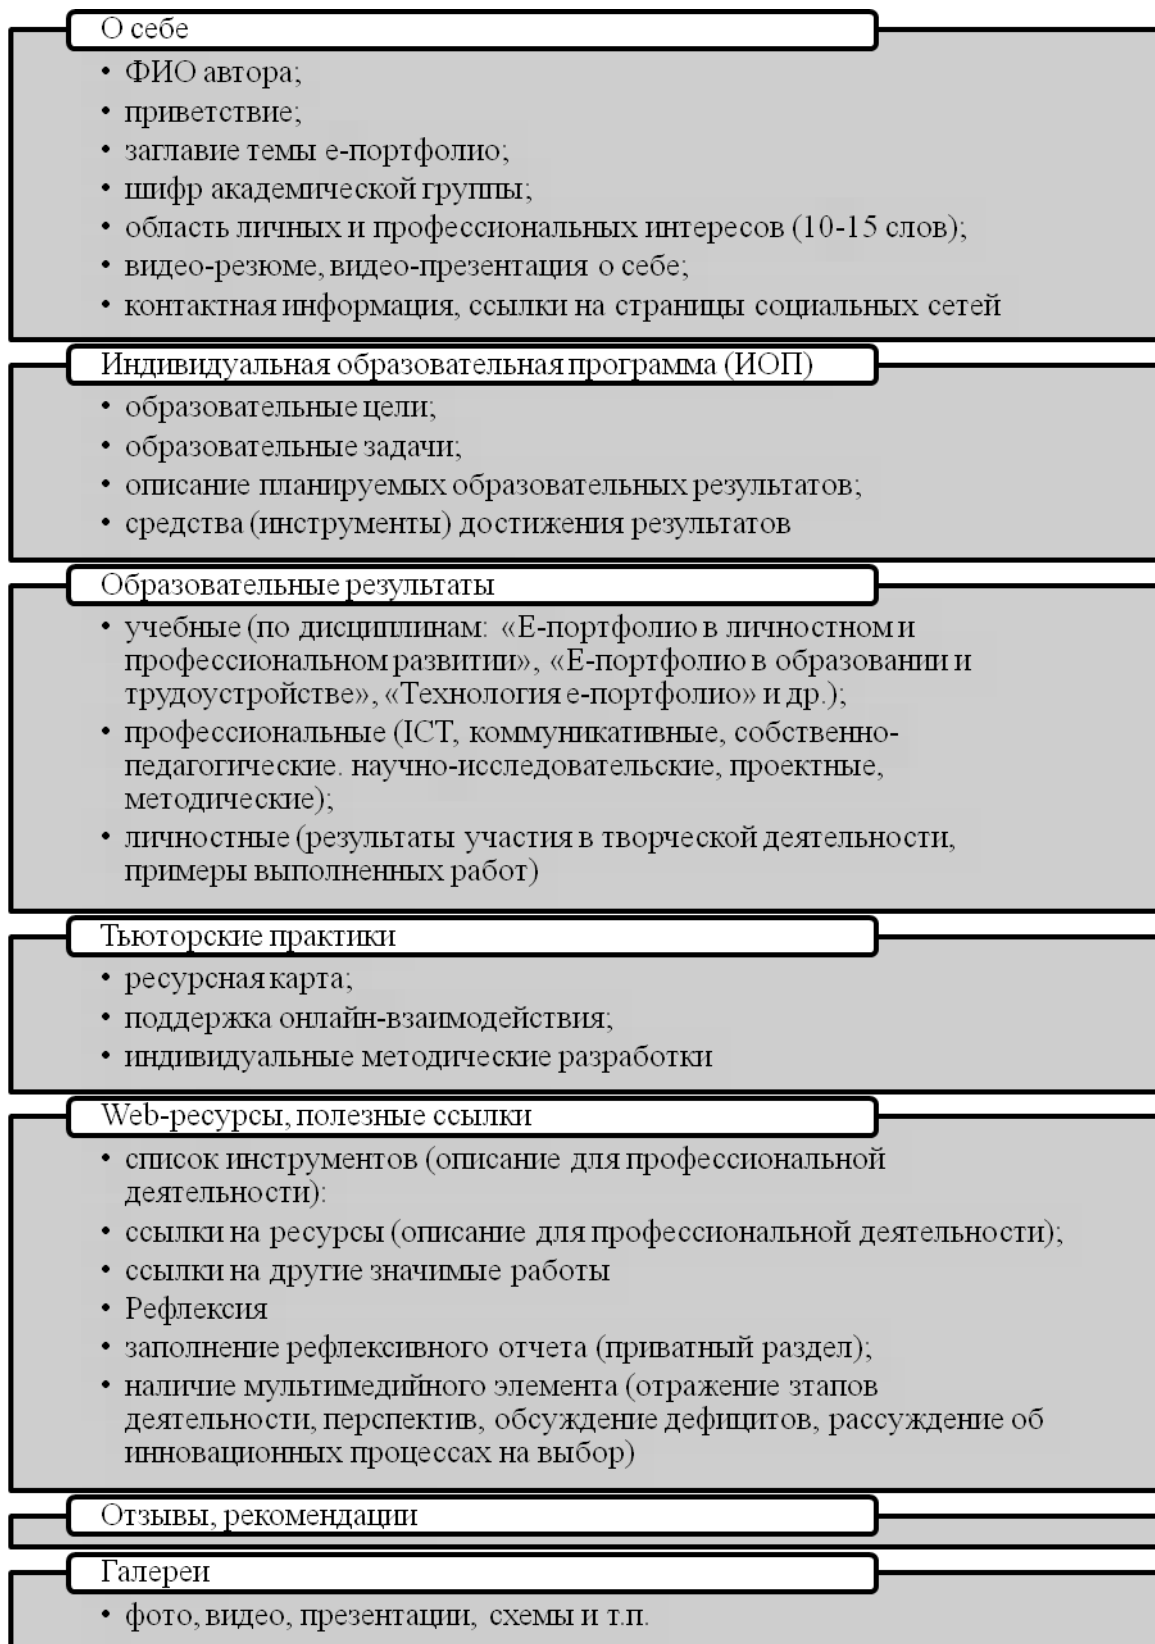 О себе
• ФИО автора;
• приветствие;
• заглавие темы е-портфолио;
• шифр академической группы;
• область личных и профессиональных интересов (10-15 слов);
• видео-резюме, видео-презентация о себе;
• контактная информация, ссылки на страницы социальных сетей
Индивидуальная образовательная программа (ИОП)
• образовательные цели;
• образовательные задачи;
• описание планируемых образовательных результатов;
• средства (инструменты) достижения результатов
Образовательные результаты
• учебные (по дисциплинам: «Е-портфолио в личностном и
профессиональном развитии», «Е-портфолио в образовании и
трудоустройстве», «Технология е-портфолио» и др.);
• профессиональные (ICT, коммуникативные, собственно-
педагогические. научно-исследовательские, проектные,
методические);
• личностные (результаты участия в творческой деятельности,
примеры выполненных работ)
Тьюторские практики
• ресурсная карта;
• поддержка онлайн-взаимодействия;
• индивидуальные методические разработки
Web-ресурсы, полезные ссылки
• список инструментов (описание для профессиональной
деятельности):
• ссылки на ресурсы (описание для профессиональной деятельности);
• ссылки на другие значимые работы
• Рефлексия
• заполнение рефлексивного отчета (приватный раздел);
• наличие мультимедийного элемента (отражение зтапов
деятельности, перспектив, обсуждение дефицитов, рассуждение об
инновационных процессах на выбор)
Отзывы, рекомендации
Галереи
• фото, видео, презентации, схемы и т.п.